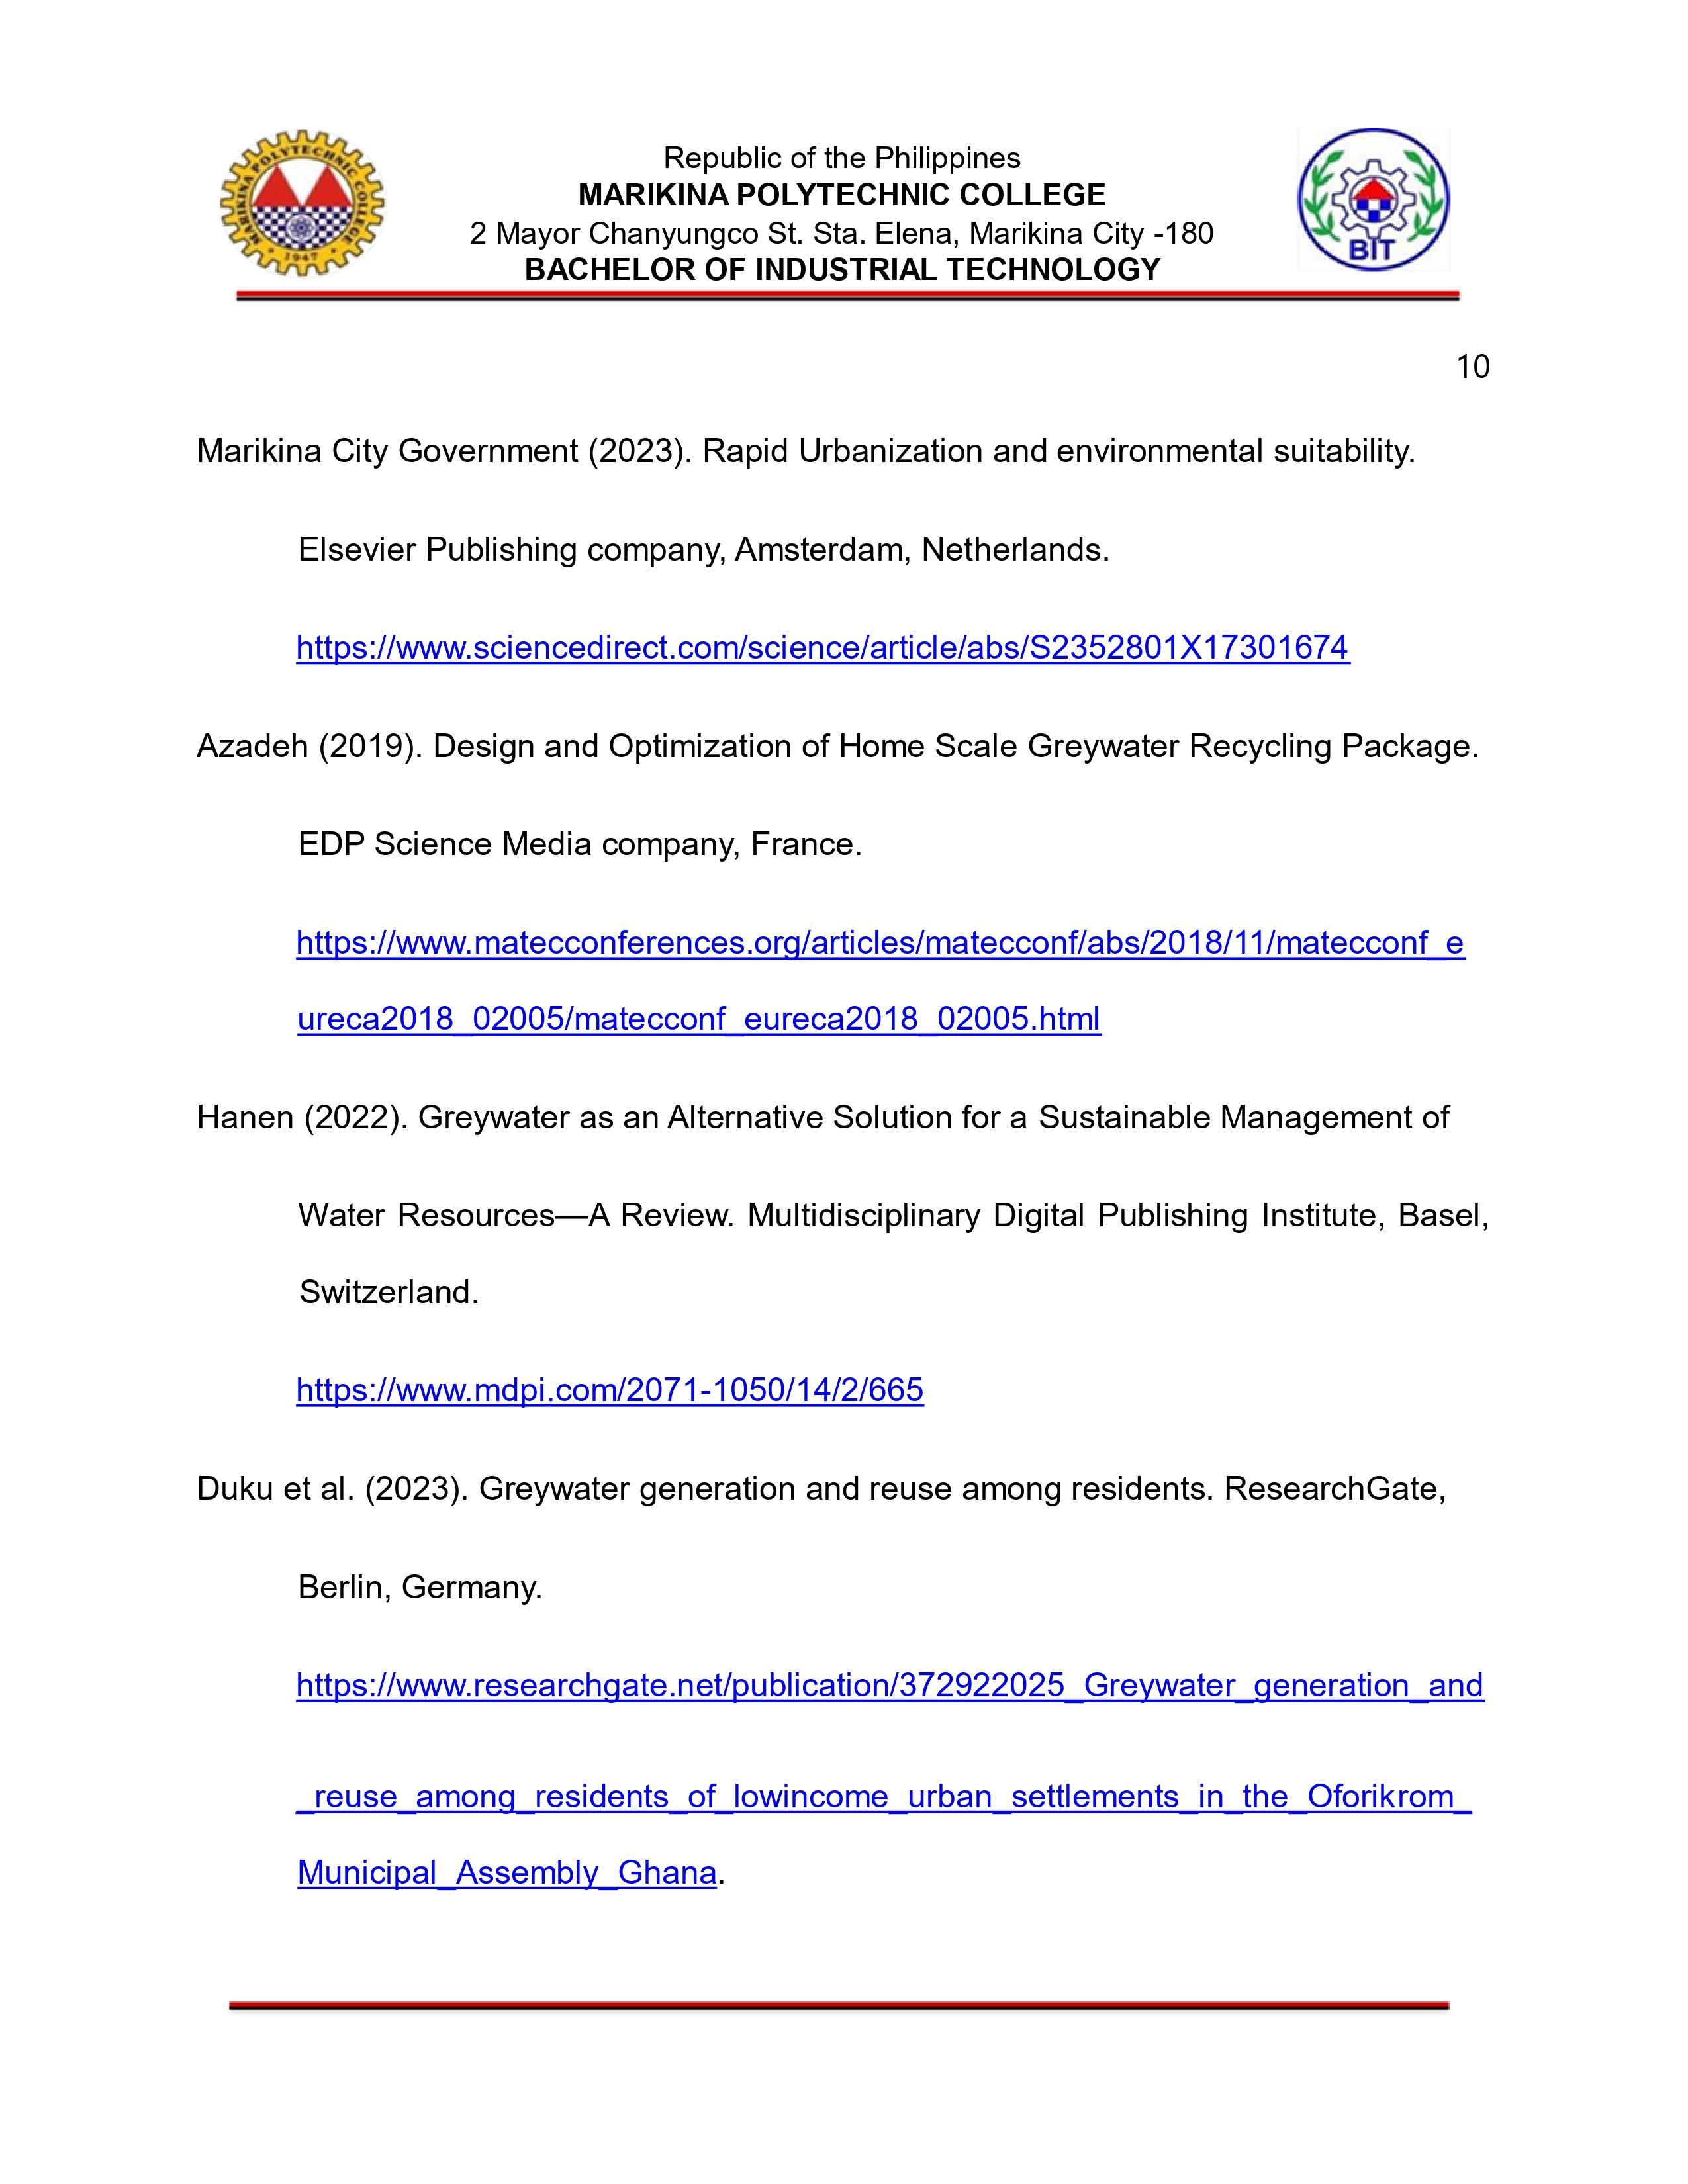 MARIKINA POLYTECHNIC COLLEGE
1947
Republic of the Philippines
MARIKINA POLYTECHNIC COLLEGE
2 Mayor Chanyungco St. Sta. Elena, Marikina City -180
BACHELOR OF INDUSTRIAL TECHNOLOGY
BIT
10
Marikina City Government (2023). Rapid Urbanization and environmental suitability.
Elsevier Publishing company, Amsterdam, Netherlands.
https://www.sciencedirect.com/science/article/abs/S2352801X17301674
Azadeh (2019). Design and Optimization of Home Scale Greywater Recycling Package.
EDP Science Media company, France.
https://www.matecconferences.org/articles/matecconf/abs/2018/11/matecconf_e
ureca2018_02005/matecconf_eureca2018_02005.html
Hanen (2022). Greywater as an Alternative Solution for a Sustainable Management of
Water Resources—A Review. Multidisciplinary Digital Publishing Institute, Basel,
Switzerland.
https://www.mdpi.com/2071-1050/14/2/665
Duku et al. (2023). Greywater generation and reuse among residents. ResearchGate,
Berlin, Germany.
https://www.researchgate.net/publication/372922025_Greywater_generation_and
_reuse_among_residents_of_lowincome_urban_settlements_in_the_Oforikrom_
Municipal_Assembly_Ghana.